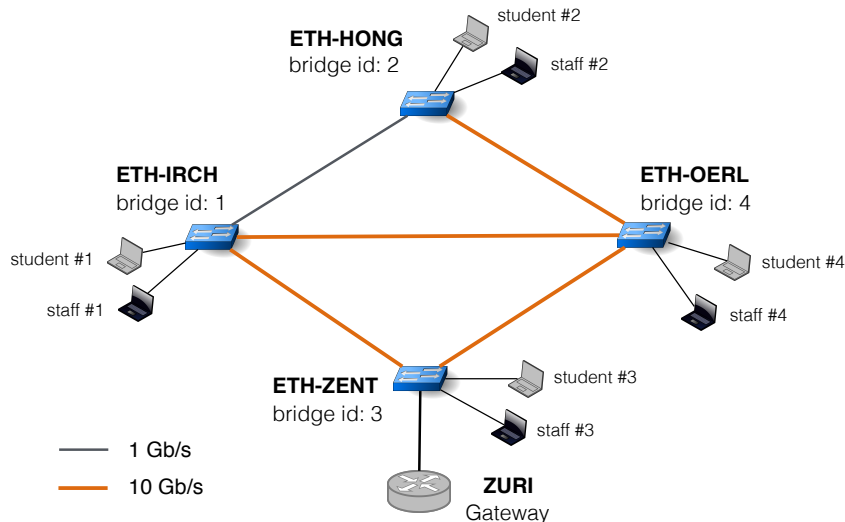 student #2
ETH-HONG
bridge id: 2
staff #2
ETH-IRCH
bridge id: 1
ETH-OERL
bridge id: 4
student #1
staff #1
student #4
staff #4
ETH-ZENT
bridge id: 3
student #3
staff #3
1 Gb/s
10 Gb/s
ZURI
Gateway